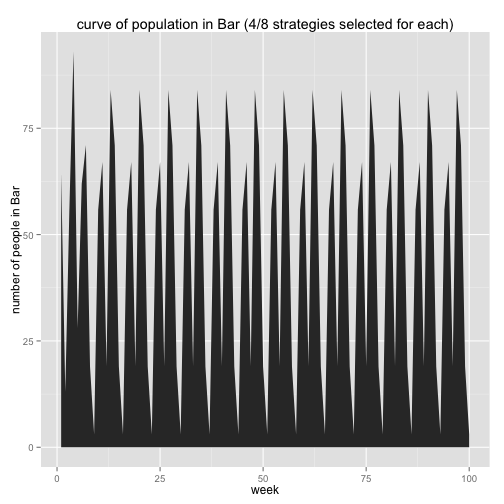 curve of population in Bar (4/8 strategies selected for each)
number of people in Bar
75
50
25
0
0 25 50 75 100
week